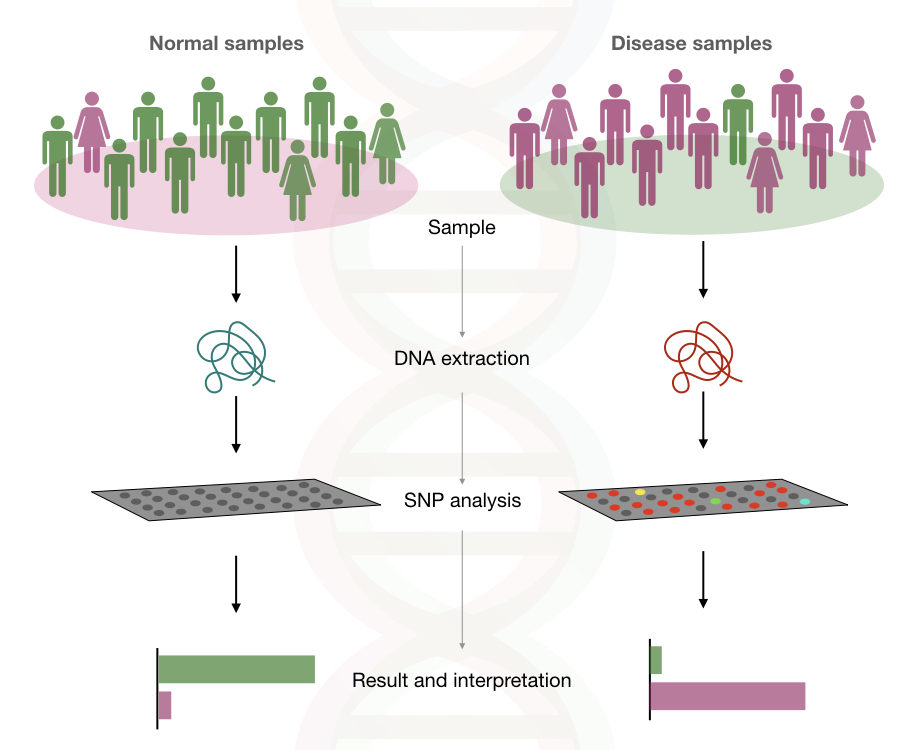 Normal samples
Disease samples
Sample
DNA extraction
SNP analysis
Result and interpretation